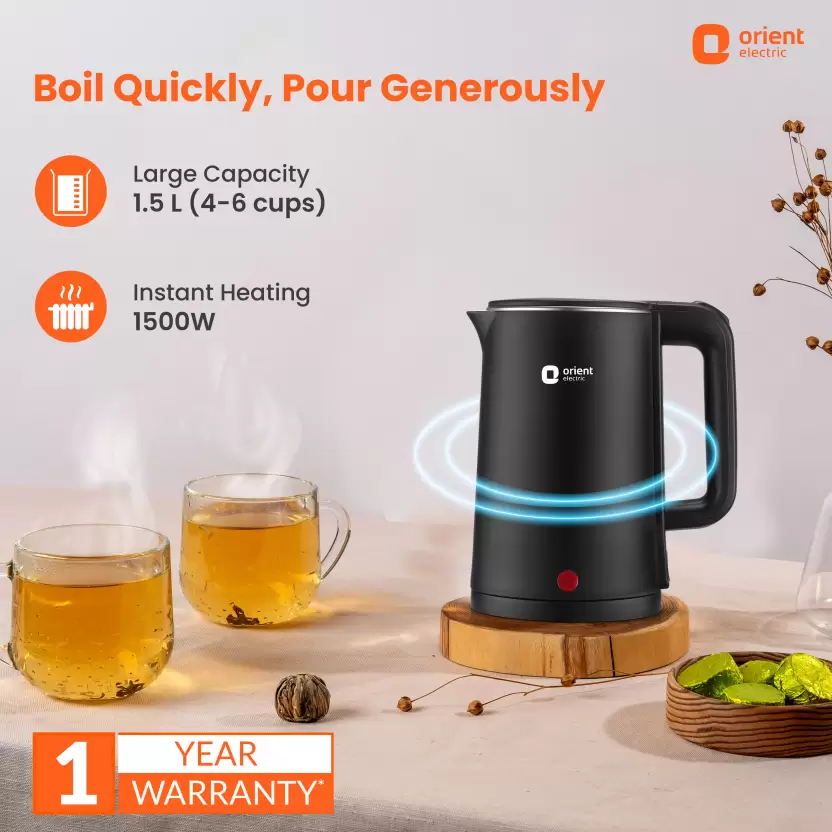 orient
electric
Boil Quickly, Pour Generously
Large Capacity
1.5 L (4-6 cups)
Instant Heating
1500W
orient
electric
1 YEAR
WARRANTY*